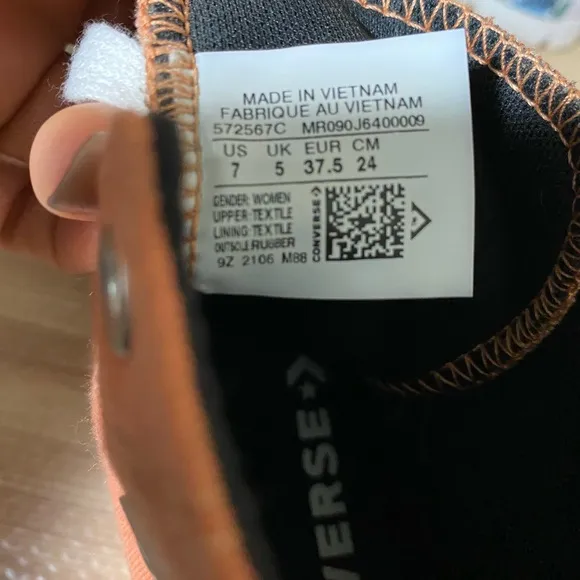 MADE IN VIETNAM
FABRIQUE AU VIETNAM
572567C MR090J6400009
US UK EUR CM
7 5 37.5 24
GENDER: WOMEN
UPPER: TEXTILE
LINING: TEXTILE
OUTSOLE: RUBBER
9Z 2106 M88
CONVERSE
VERSE